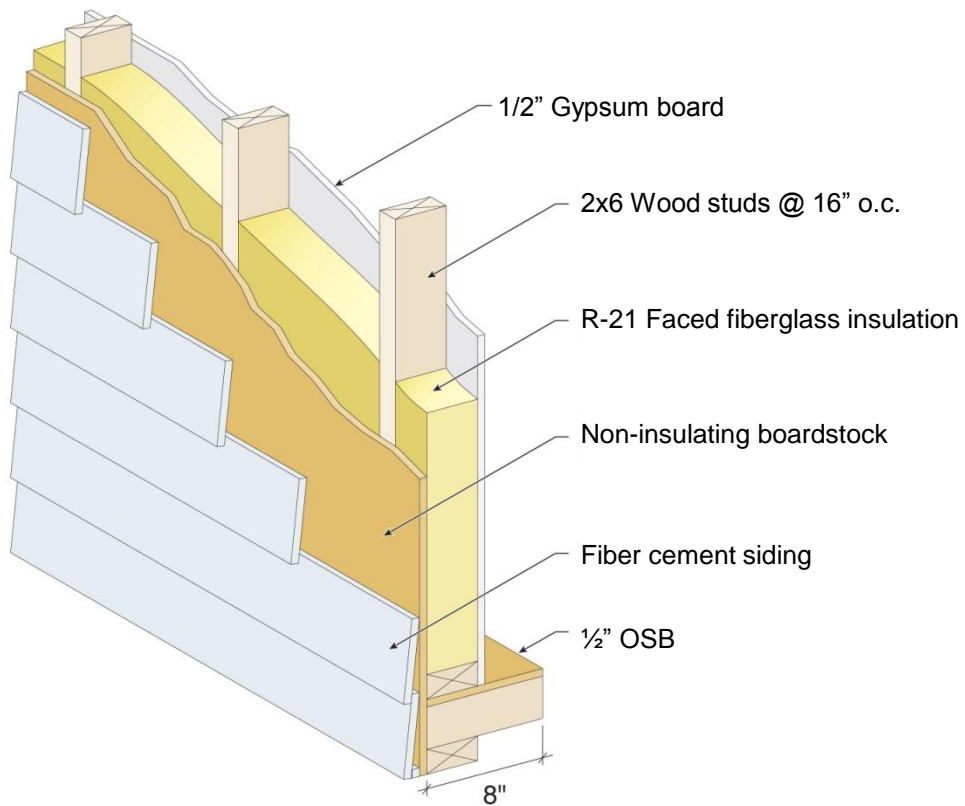 1/2” Gypsum board
2x6 Wood studs @ 16” o.c.
R-21 Faced fiberglass insulation
Non-insulating boardstock
Fiber cement siding
½” OSB
8"